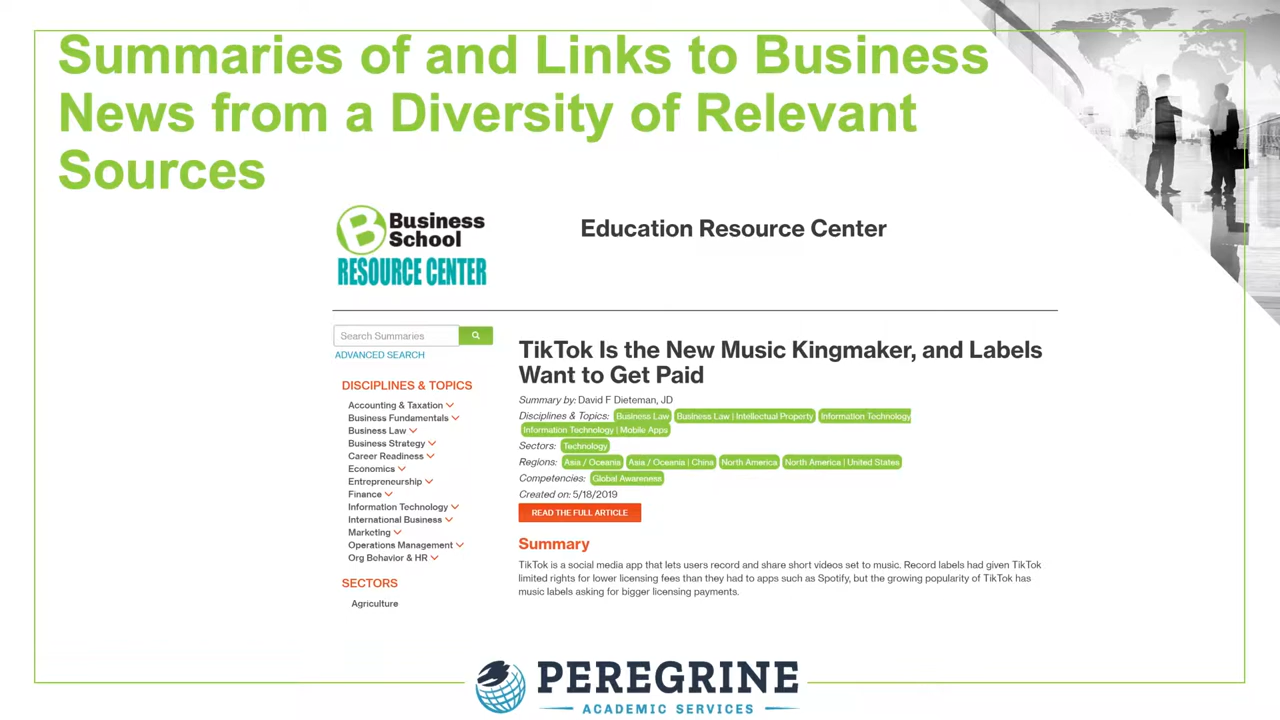 Summaries of and Links to Business
News from a Diversity of Relevant
Sources
Business
School
RESOURCE CENTER
Education Resource Center
Search Summaries
ADVANCED SEARCH
DISCIPLINES & TOPICS
Accounting & Taxation
Business Fundamentals
Business Law
Business Strategy
Career Readiness
Economics
Entrepreneurship
Finance
Information Technology
International Business
Marketing
Operations Management
Org Behavior & HR
SECTORS
Agriculture
TikTok Is the New Music Kingmaker, and Labels
Want to Get Paid
Summary by: David F Dieteman, JD
Disciplines & Topics: Business Law Business Law | Intellectual Property Information Technology
Information Technology | Mobile Apps
Sectors: Technology
Regions: Asia / Oceania Asia / Oceania | China North America North America | United States
Competencies: Global Awareness
Created on: 5/18/2019
READ THE FULL ARTICLE
Summary
TikTok is a social media app that lets users record and share short videos set to music. Record labels had given TikTok
limited rights for lower licensing fees than they had to apps such as Spotify, but the growing popularity of TikTok has
music labels asking for bigger licensing payments.
PEREGRINE
ACADEMIC SERVICES